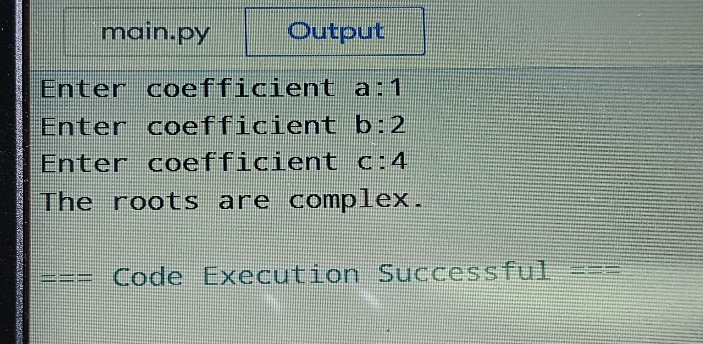 main.py Output
Enter coefficient a:1
Enter coefficient b:2
Enter coefficient c:4
The roots are complex.
=== Code Execution Successful ===